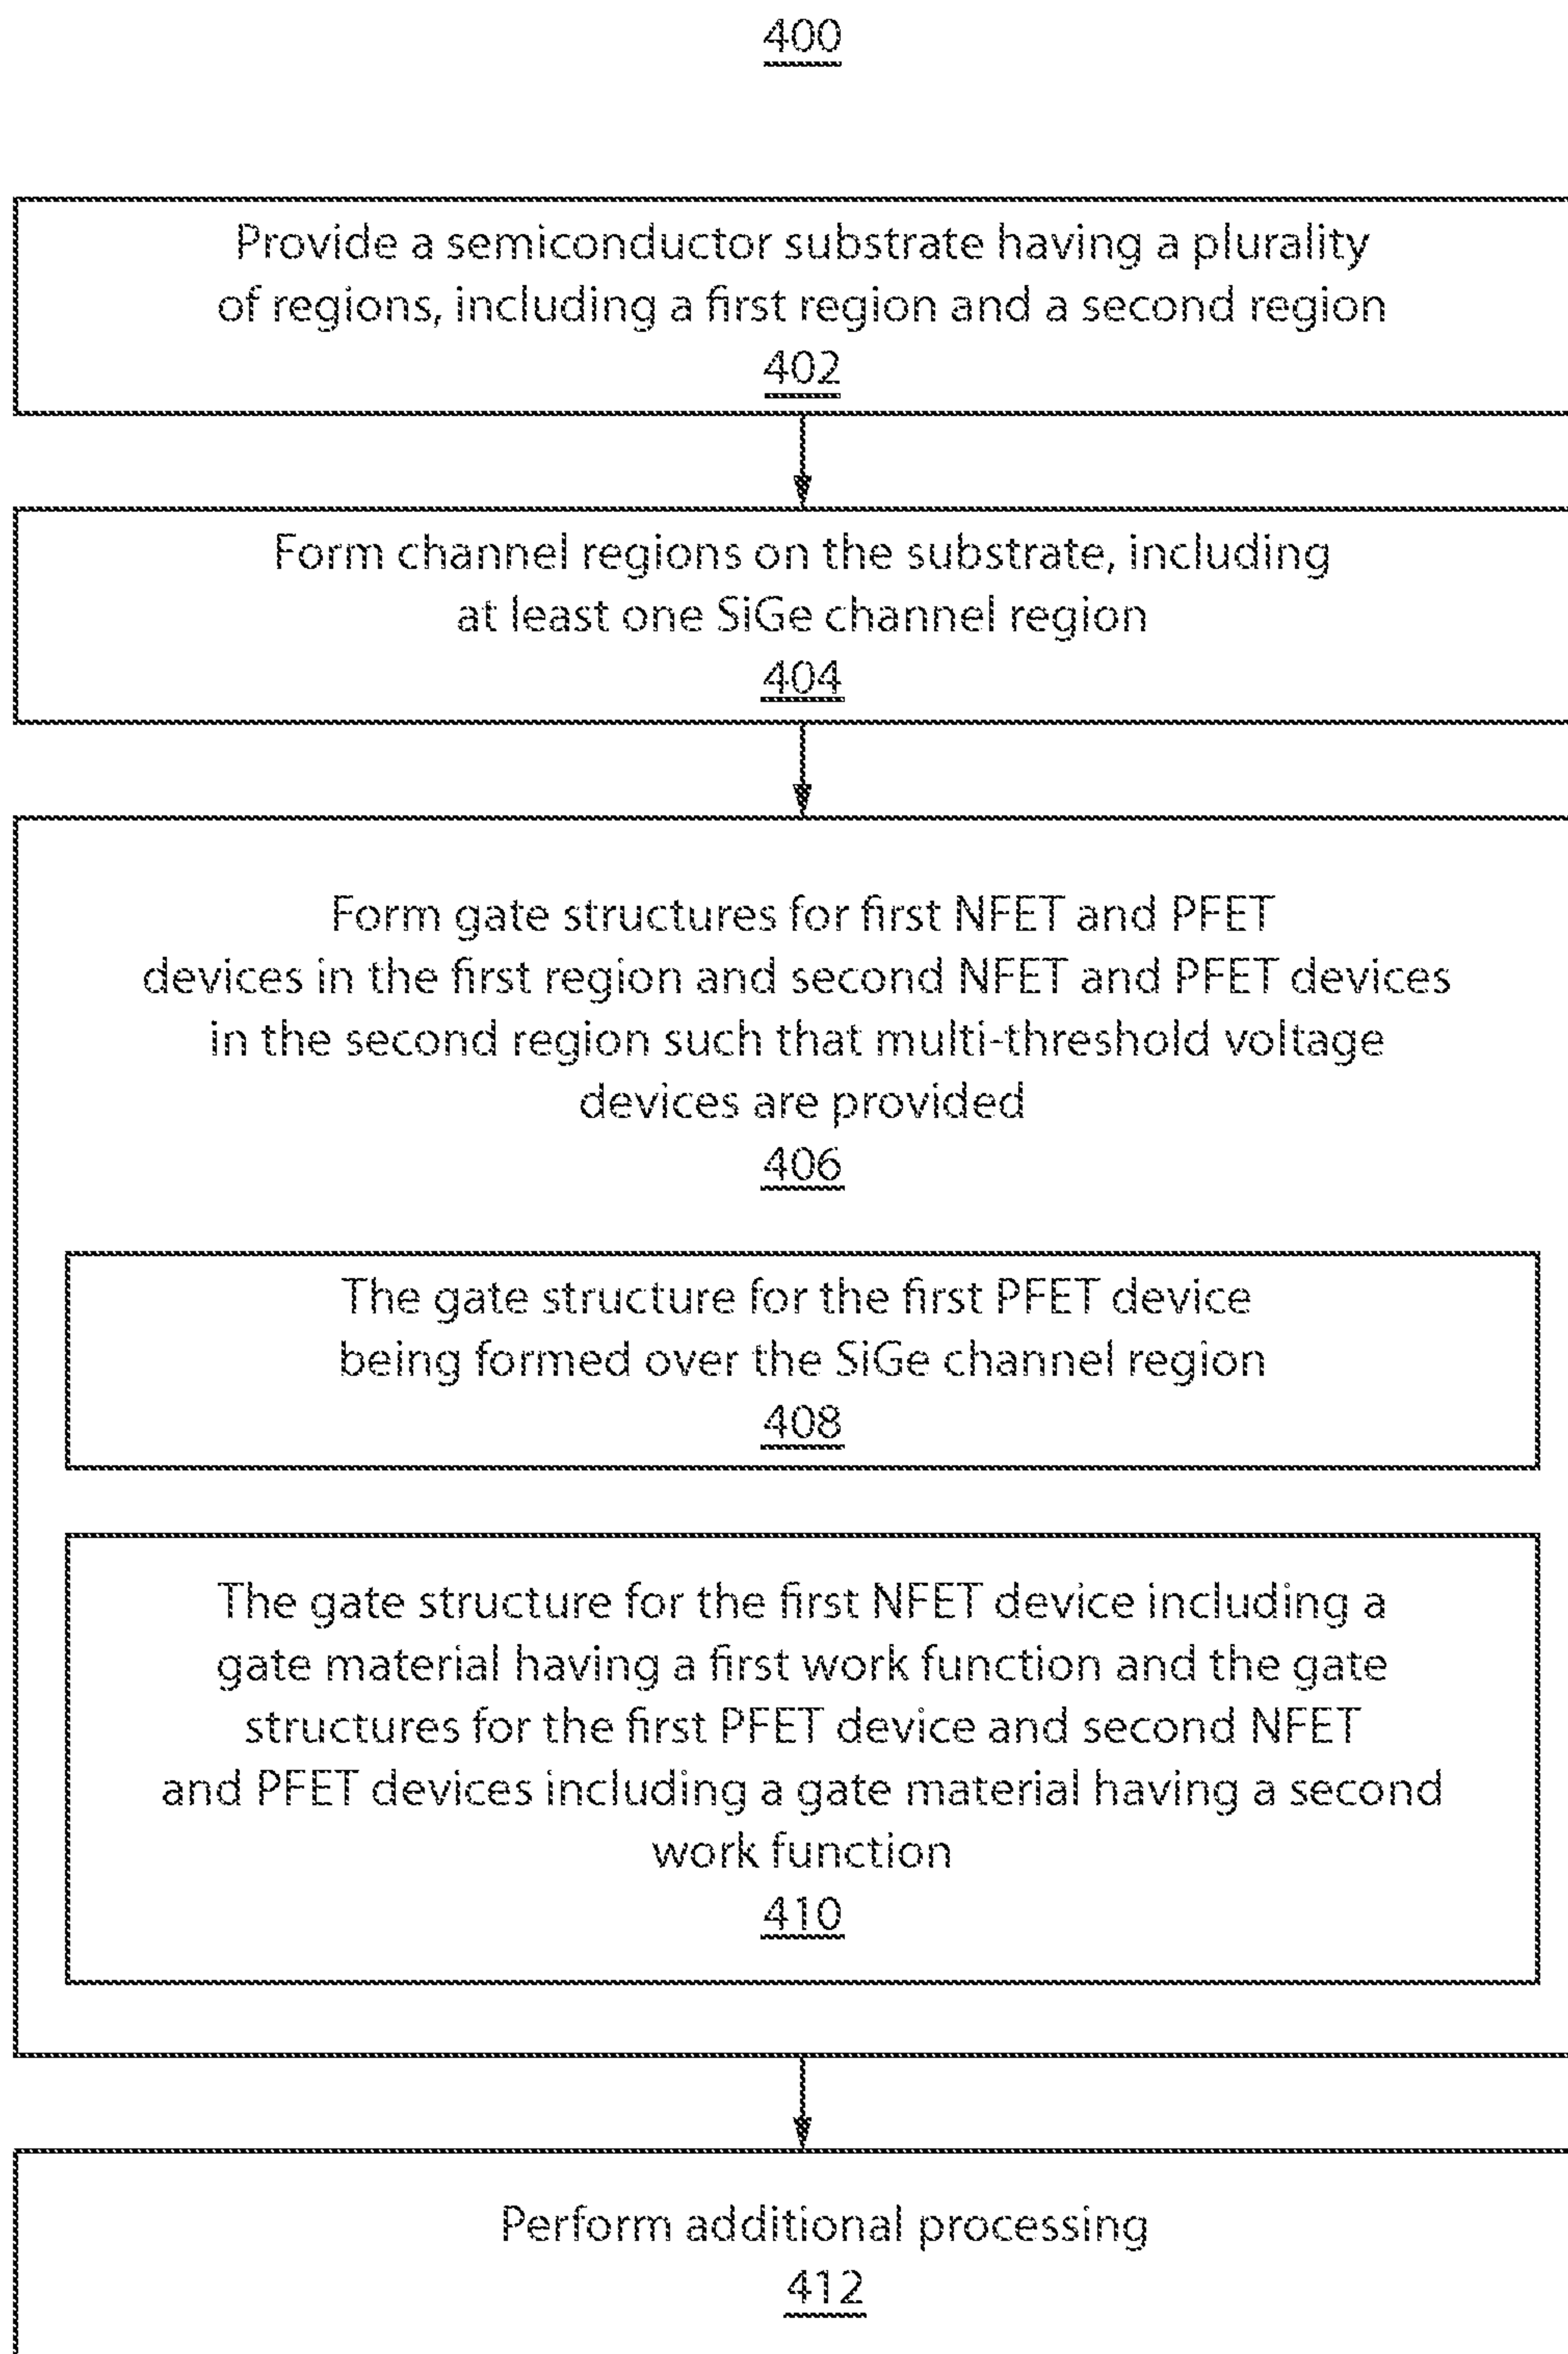 400
Provide a semiconductor substrate having a plurality
of regions, including a first region and a second region
402
Form channel regions on the substrate, including
at least one SiGe channel region
404
Form gate structures for first NFET and PFET
devices in the first region and second NFET and PFET devices
in the second region such that multi-threshold voltage
devices are provided
406
The gate structure for the first PFET device
being formed over the SiGe channel region
408
The gate structure for the first NFET device including a
gate material having a first work function and the gate
structures for the first PFET device and second NFET
and PFET devices including a gate material having a second
work function
410
Perform additional processing
412